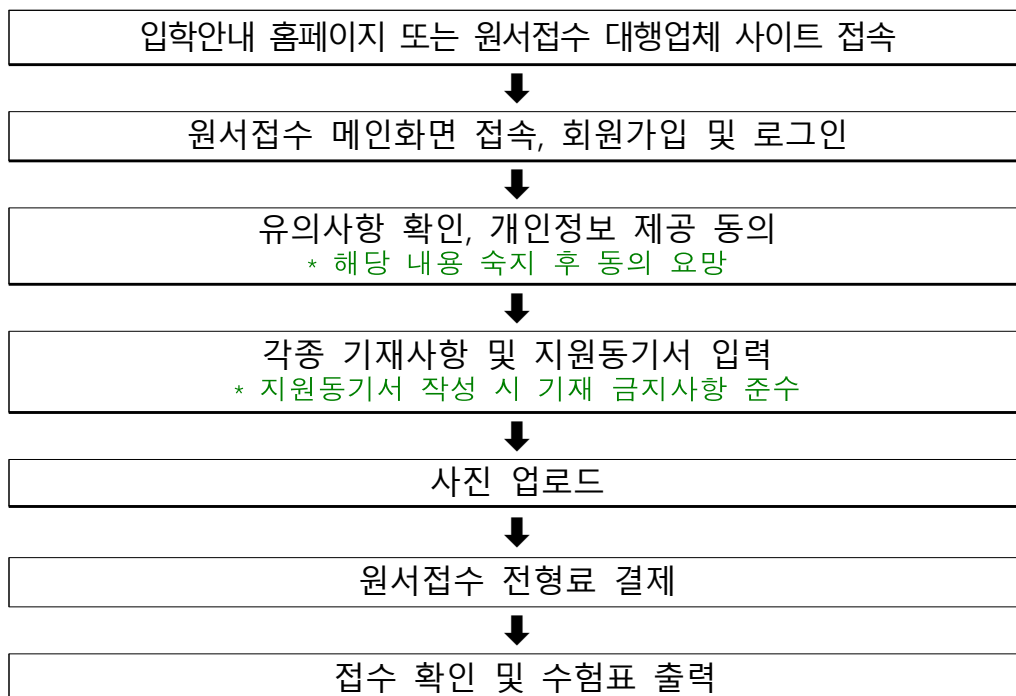 입학안내 홈페이지 또는 원서접수 대행업체 사이트 접속
원서접수 메인화면 접속, 회원가입 및 로그인
유의사항 확인, 개인정보 제공 동의
* 해당 내용 숙지 후 동의 요망
각종 기재사항 및 지원동기서 입력
* 지원동기서 작성 시 기재 금지사항 준수
사진 업로드
원서접수 전형료 결제
접수 확인 및 수험표 출력